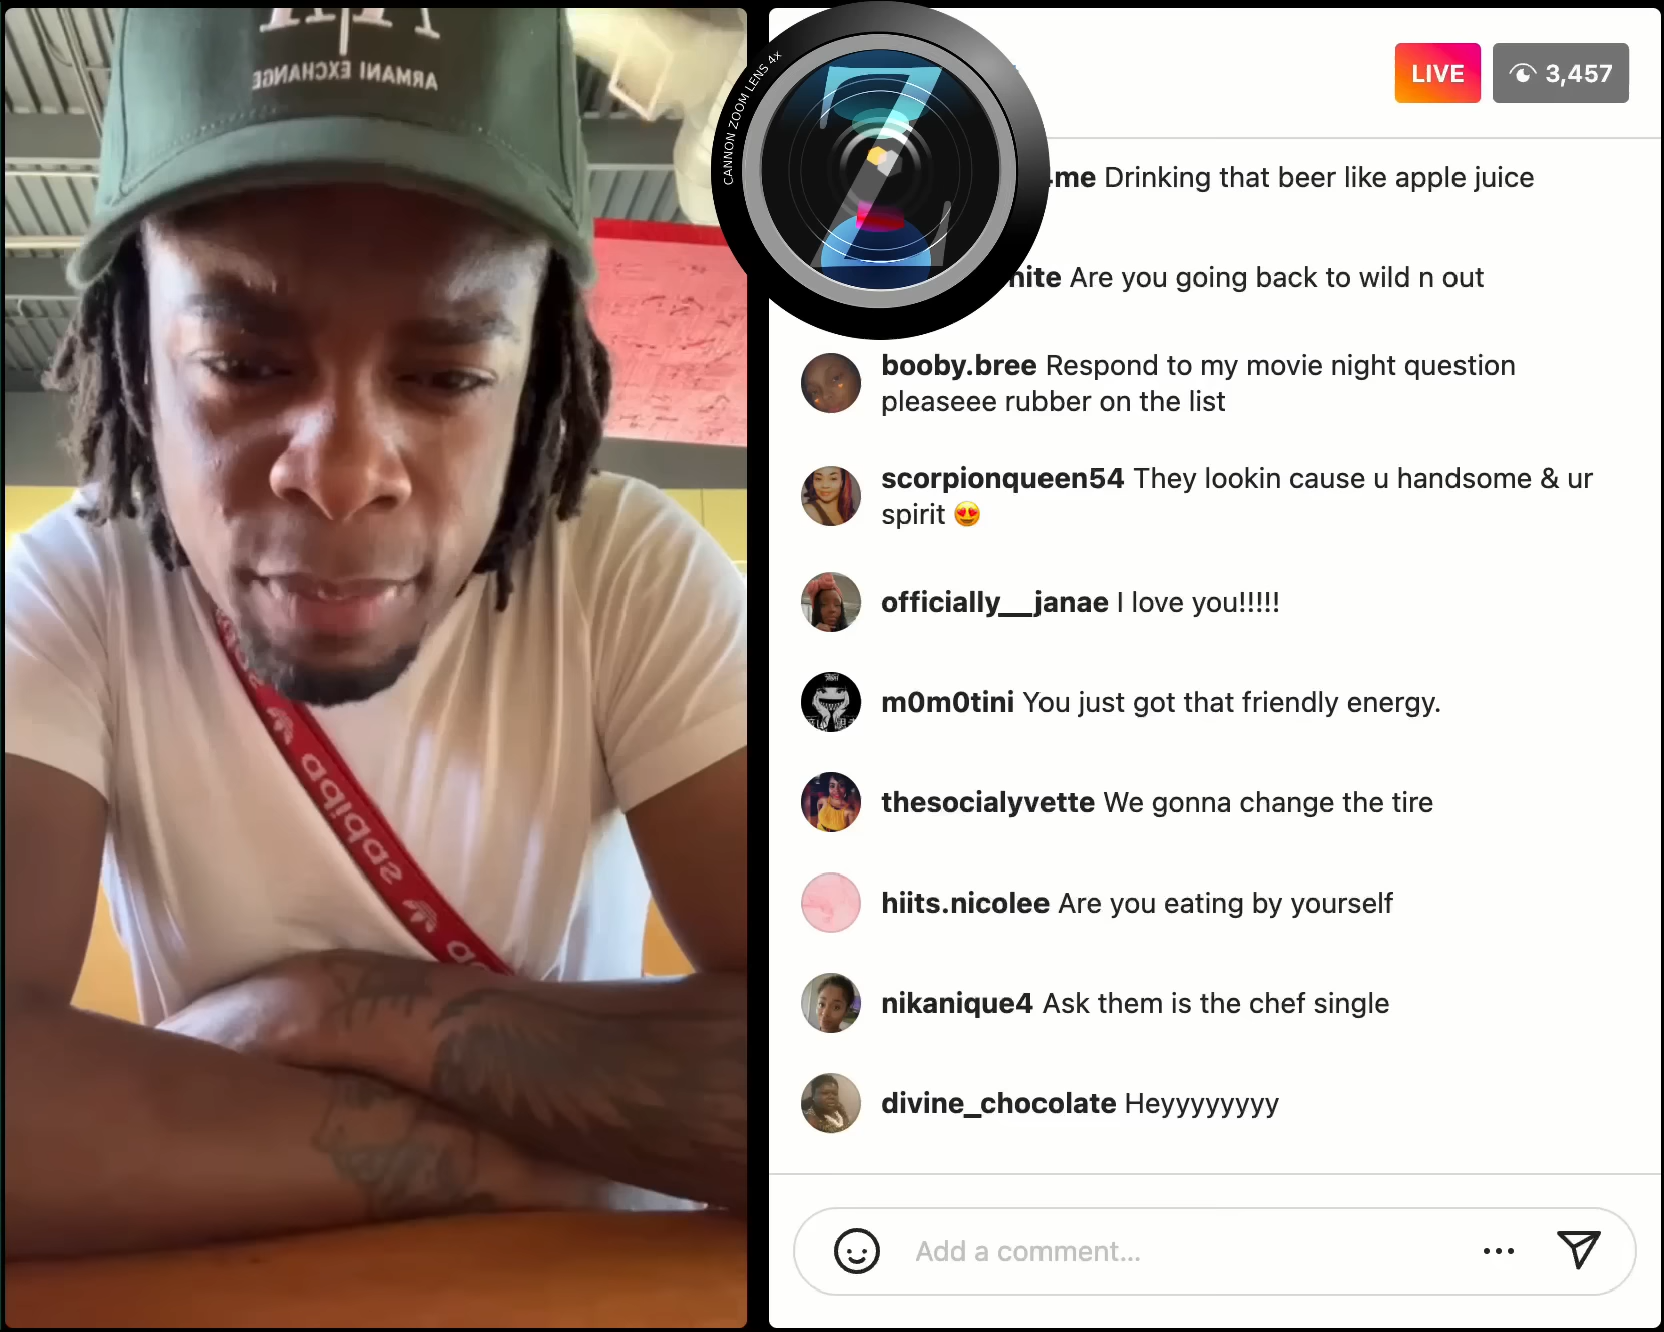 ARMANI EXCHANGE
adidas
CANNON ZOOM LENS 4x
Z
LIVE
3,457
.me Drinking that beer like apple juice
nite Are you going back to wild n out
booby.bree Respond to my movie night question
pleaseee rubber on the list
scorpionqueen54 They lookin cause u handsome & ur
spirit 😍
officially__janae I love you!!!!!
m0m0tini You just got that friendly energy.
thesocialyvette We gonna change the tire
hiits.nicolee Are you eating by yourself
nikanique4 Ask them is the chef single
divine_chocolate Heyyyyyyyy
Add a comment...